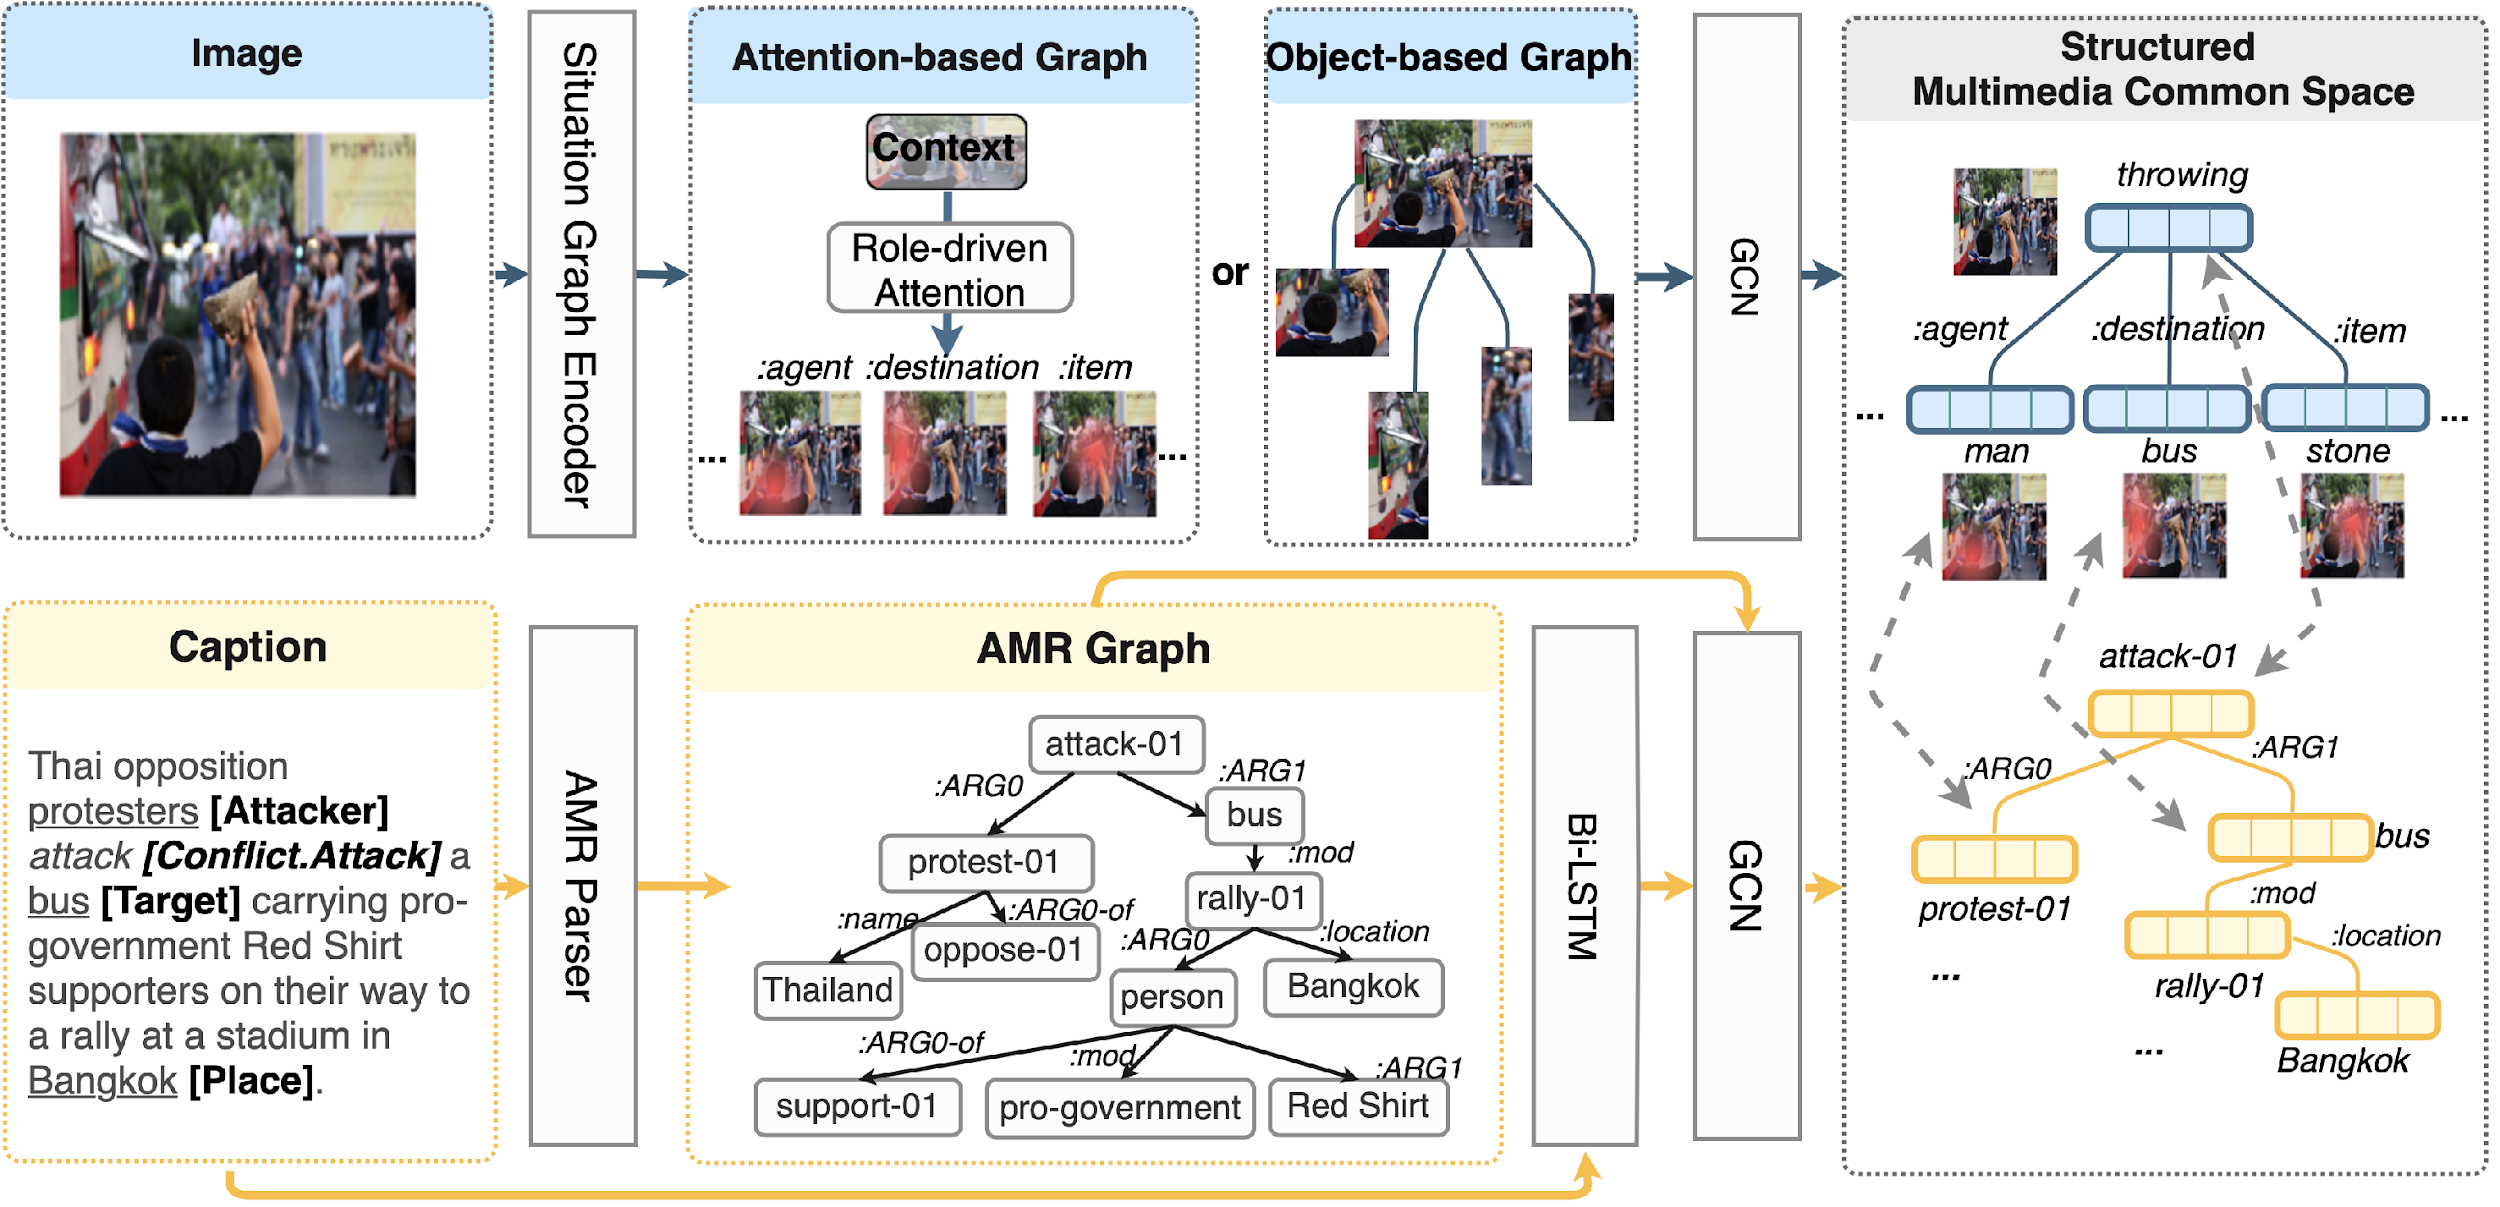 Image
Situation Graph Encoder
Attention-based Graph
Context
Role-driven
Attention
:agent :destination :item
... ...
or
Object-based Graph
GCN
Structured
Multimedia Common Space
throwing
:agent :destination :item
... ...
man bus stone
Caption
Thai opposition
protesters [Attacker]
attack [Conflict.Attack] a
bus [Target] carrying pro-
government Red Shirt
supporters on their way to
a rally at a stadium in
Bangkok [Place].
AMR Parser
AMR Graph
attack-01
:ARG0 :ARG1
bus
protest-01 :mod
rally-01
:name :ARG0-of
oppose-01 :ARG0 :location
Thailand person Bangkok
:ARG0-of :mod :ARG1
support-01 pro-government Red Shirt
Bi-LSTM
GCN
attack-01
:ARG0 :ARG1
bus
protest-01 :mod
... rally-01 :location
... Bangkok